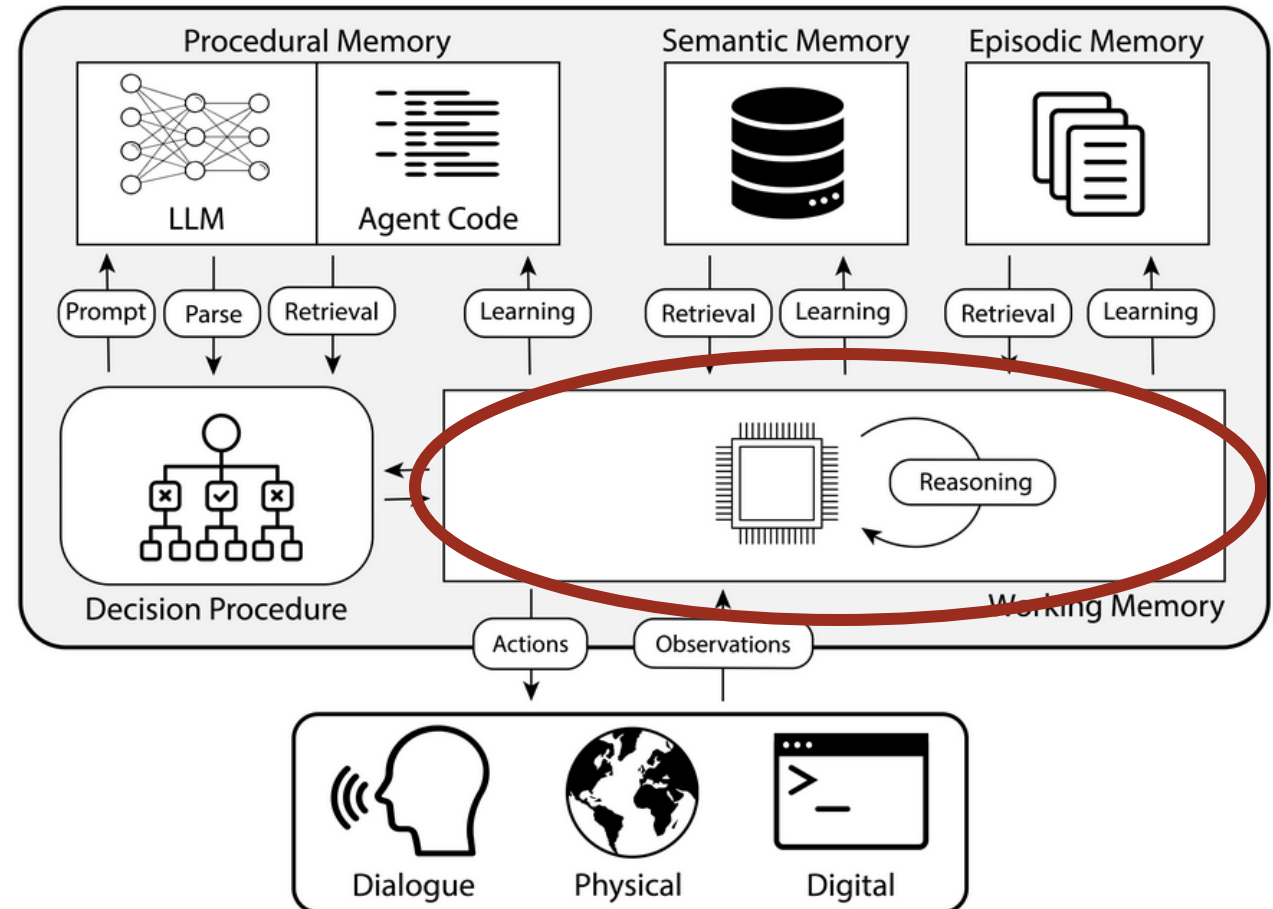 Procedural Memory
Semantic Memory
Episodic Memory
LLM
Agent Code
Prompt
Parse
Retrieval
Learning
Retrieval
Learning
Retrieval
Learning
Reasoning
Decision Procedure
Working Memory
Actions
Observations
>_
Dialogue
Physical
Digital